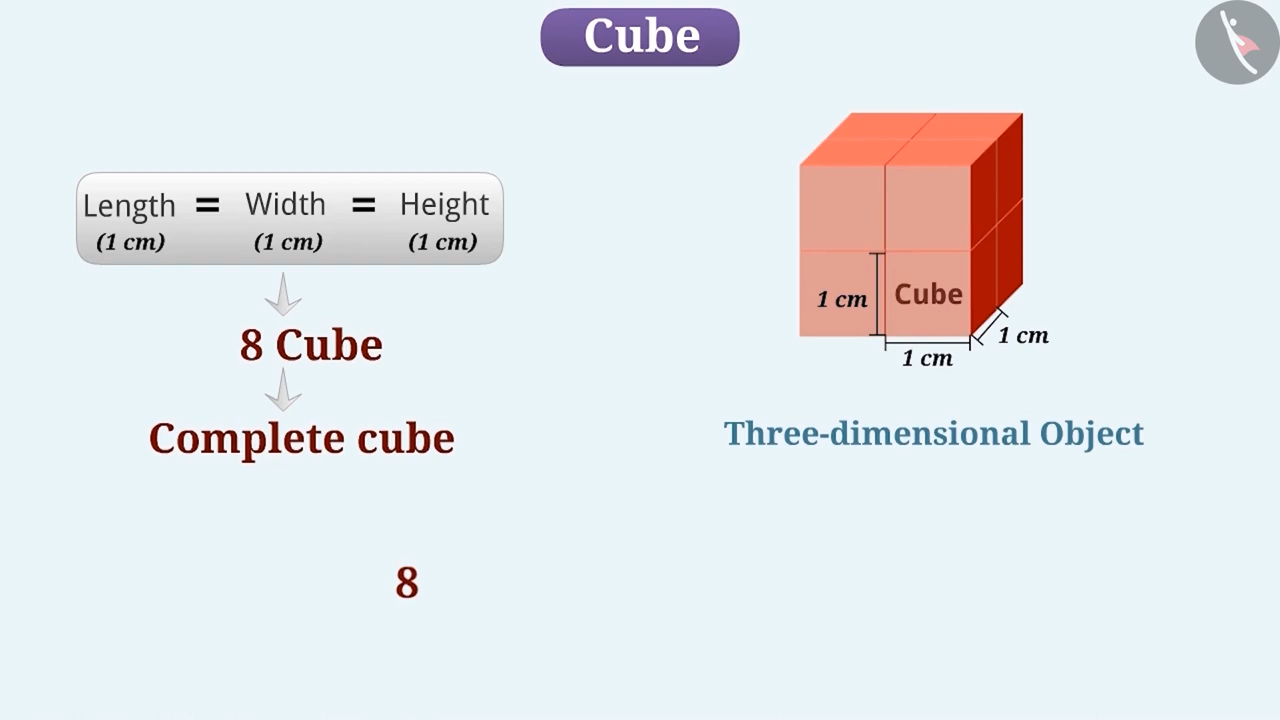 Cube
Length = Width = Height
(1 cm) (1 cm) (1 cm)
8 Cube
Complete cube
8
1 cm
Cube
1 cm
1 cm
Three-dimensional Object